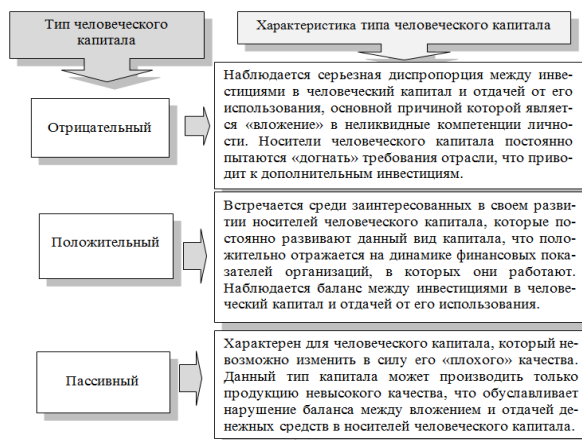 Тип человеческого
капитала
Характеристика типа человеческого капитала
Отрицательный
Наблюдается серьезная диспропорция между инве-
стициями в человеческий капитал и отдачей от его
использования, основной причиной которой являет-
ся «вложение» в неликвидные компетенции лично-
сти. Носители человеческого капитала постоянно
пытаются «догнать» требования отрасли, что приво-
дит к дополнительным инвестициям.
Положительный
Встречается среди заинтересованных в своем разви-
тии носителей человеческого капитала, которые по-
стоянно развивают данный вид капитала, что поло-
жительно отражается на динамике финансовых пока-
зателей организаций, в которых они работают.
Наблюдается баланс между инвестициями в челове-
ческий капитал и отдачей от его использования.
Пассивный
Характерен для человеческого капитала, который не-
возможно изменить в силу его «плохого» качества.
Данный тип капитала может производить только
продукцию невысокого качества, что обуславливает
нарушение баланса между вложением и отдачей де-
нежных средств в носителей человеческого капитала.